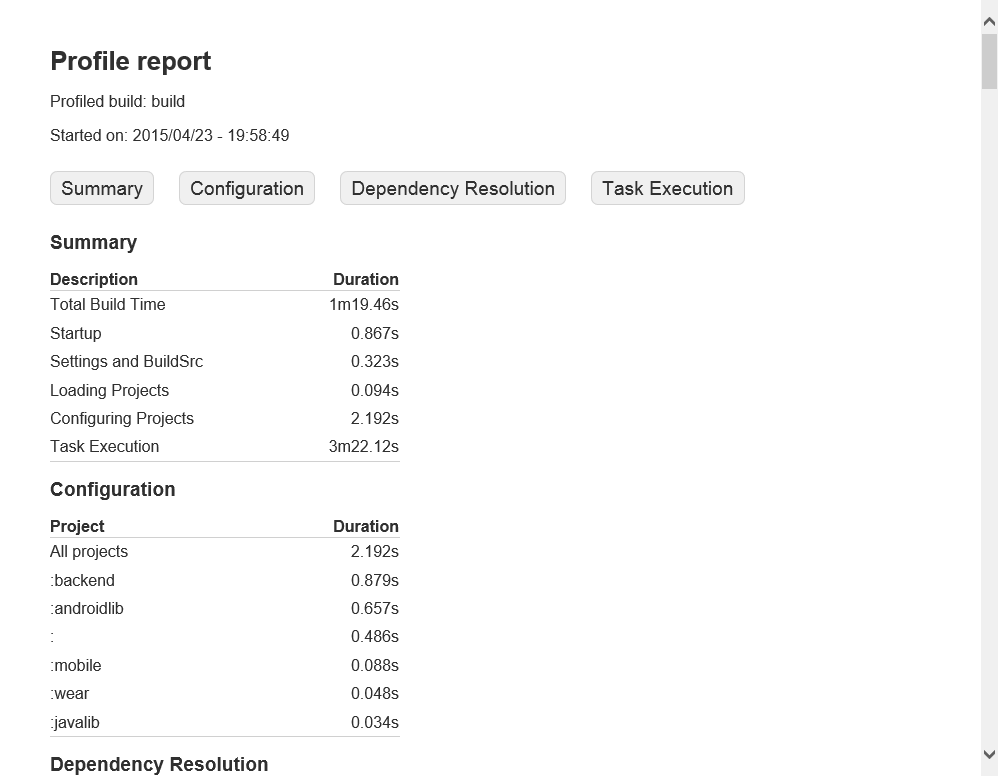 Profile report
Profiled build: build
Started on: 2015/04/23 - 19:58:49
Summary Configuration Dependency Resolution Task Execution
Summary
Description Duration
Total Build Time 1m19.46s
Startup 0.867s
Settings and BuildSrc 0.323s
Loading Projects 0.094s
Configuring Projects 2.192s
Task Execution 3m22.12s
Configuration
Project Duration
All projects 2.192s
:backend 0.879s
:androidlib 0.657s
: 0.486s
:mobile 0.088s
:wear 0.048s
:javalib 0.034s
Dependency Resolution